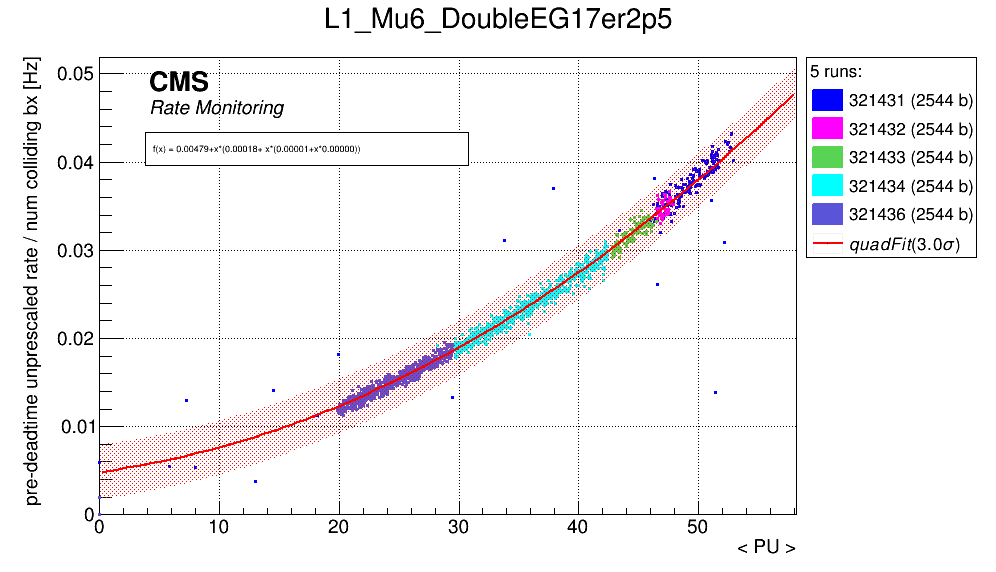 L1_Mu6_DoubleEG17er2p5
pre-deadtime unprescaled rate / num colliding bx [Hz]
0.05
0.04
0.03
0.02
0.01
0
CMS
Rate Monitoring
f(x) = 0.00479+x*(0.00018+ x*(0.00001+x*0.00000))
0 10 20 30 40 50
< PU >
5 runs:
321431 (2544 b)
321432 (2544 b)
321433 (2544 b)
321434 (2544 b)
321436 (2544 b)
quadFit(3.0σ)